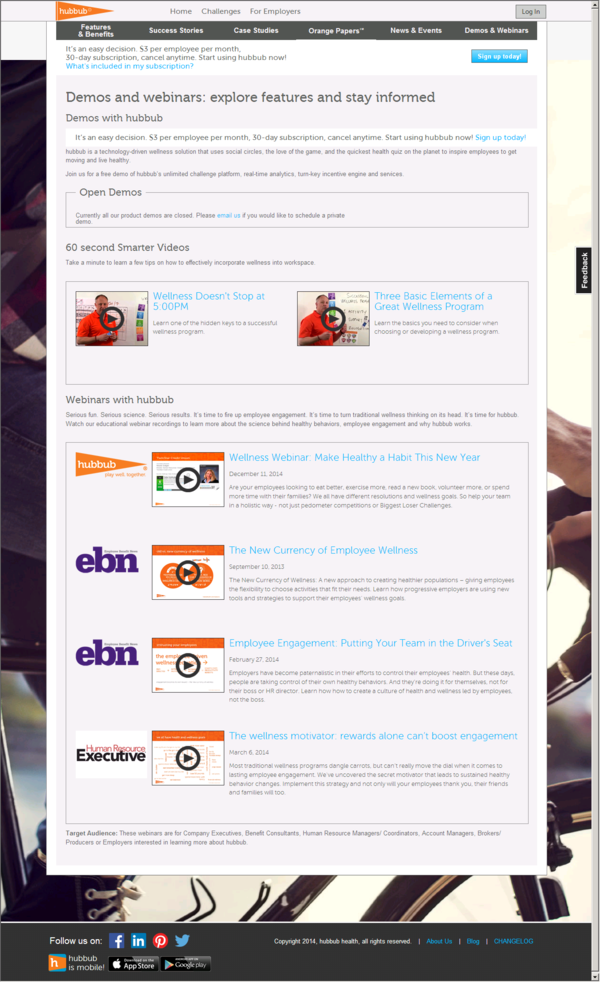 hubbub
Home Challenges For Employers
Log In
Features
& Benefits
Success Stories
Case Studies
Orange Papers℠
News & Events
Demos & Webinars
It's an easy decision. $3 per employee per month,
30-day subscription, cancel anytime. Start using hubbub now!
What's included in my subscription?
Sign up today!
Demos and webinars: explore features and stay informed
Demos with hubbub
It's an easy decision. $3 per employee per month, 30-day subscription, cancel anytime. Start using hubbub now! Sign up today!
hubbub is a technology-driven wellness solution that uses social circles, the love of the game, and the quickest health quiz on the planet to inspire employees to get
moving and live healthy.
Join us for a free demo of hubbub's unlimited challenge platform, real-time analytics, turn-key incentive engine and services.
Open Demos
Currently all our product demos are closed. Please email us if you would like to schedule a private
demo.
Feedback
60 second Smarter Videos
Take a minute to learn a few tips on how to effectively incorporate wellness into workspace.
Wellness Doesn't Stop at
5:00PM
Learn one of the hidden keys to a successful
wellness program.
Three Basic Elements of a
Great Wellness Program
Learn the basics you need to consider when
choosing or developing a wellness program.
Webinars with hubbub
Serious fun. Serious science. Serious results. It's time to fire up employee engagement. It's time to turn traditional wellness thinking on its head. It's time for hubbub.
Watch our educational webinar recordings to learn more about the science behind healthy behaviors, employee engagement and why hubbub works.
hubbub
play well. together.
Wellness Webinar: Make Healthy a Habit This New Year
December 11, 2014
Are your employees looking to eat better, exercise more, read a new book, volunteer more, or spend
more time with their families? We all have different resolutions and wellness goals. So help your team
in a holistic way - not just pedometer competitions or Biggest Loser Challenges.
Employee Benefit News
ebn
The New Currency of Employee Wellness
September 10, 2013
The New Currency of Wellness: A new approach to creating healthier populations – giving employees
the flexibility to choose activities that fit their needs. Learn how progressive employers are using new
tools and strategies to support their employees' wellness goals.
Employee Benefit News
ebn
Employee Engagement: Putting Your Team in the Driver's Seat
February 27, 2014
Employers have become paternalistic in their efforts to control their employees' health. But these days,
people are taking control of their own healthy behaviors. And they're doing it for themselves, not for
their boss or HR director. Learn how how to create a culture of health and wellness led by employees,
not the boss.
Human Resource
Executive
The wellness motivator: rewards alone can't boost engagement
March 6, 2014
Most traditional wellness programs dangle carrots, but can't really move the dial when it comes to
lasting employee engagement. We've uncovered the secret motivator that leads to sustained healthy
behavior changes. Implement this strategy and not only will your employees thank you, their friends
and families will too.
Target Audience: These webinars are for Company Executives, Benefit Consultants, Human Resource Managers/ Coordinators, Account Managers, Brokers/
Producers or Employers interested in learning more about hubbub.
Follow us on:
Copyright 2014, hubbub health, all rights reserved. | About Us | Blog | CHANGELOG
hubbub
is mobile!
Download on the
App Store
Google play